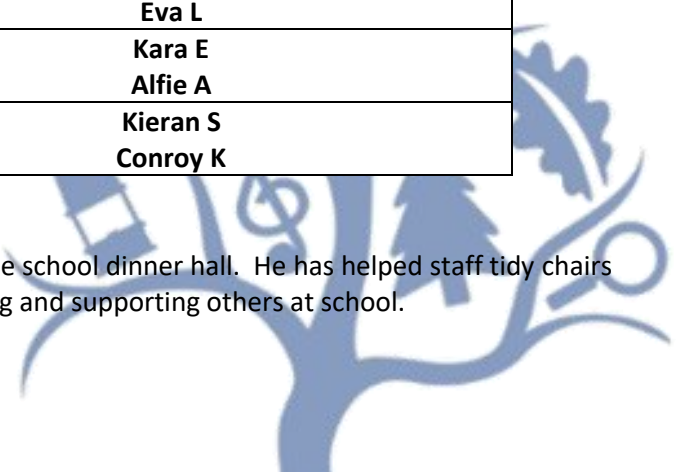 Eva L
Kara E
Alfie A
Kieran S
Conroy K
e school dinner hall.  He has helped staff tidy chairs
g and supporting others at school.